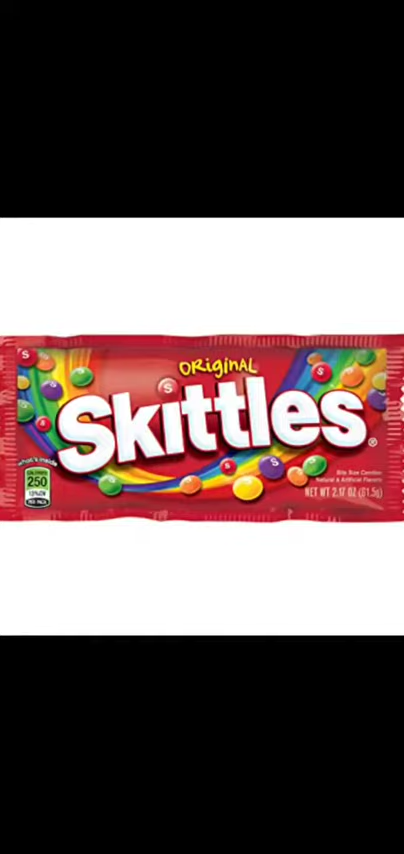 ORiGiNAL
Skittles®
what's inside
CALORIES
250
13%DV
PER PACK
Bite Size Candies
Natural & Artificial Flavors
NET WT 2.17 OZ (61.5g)